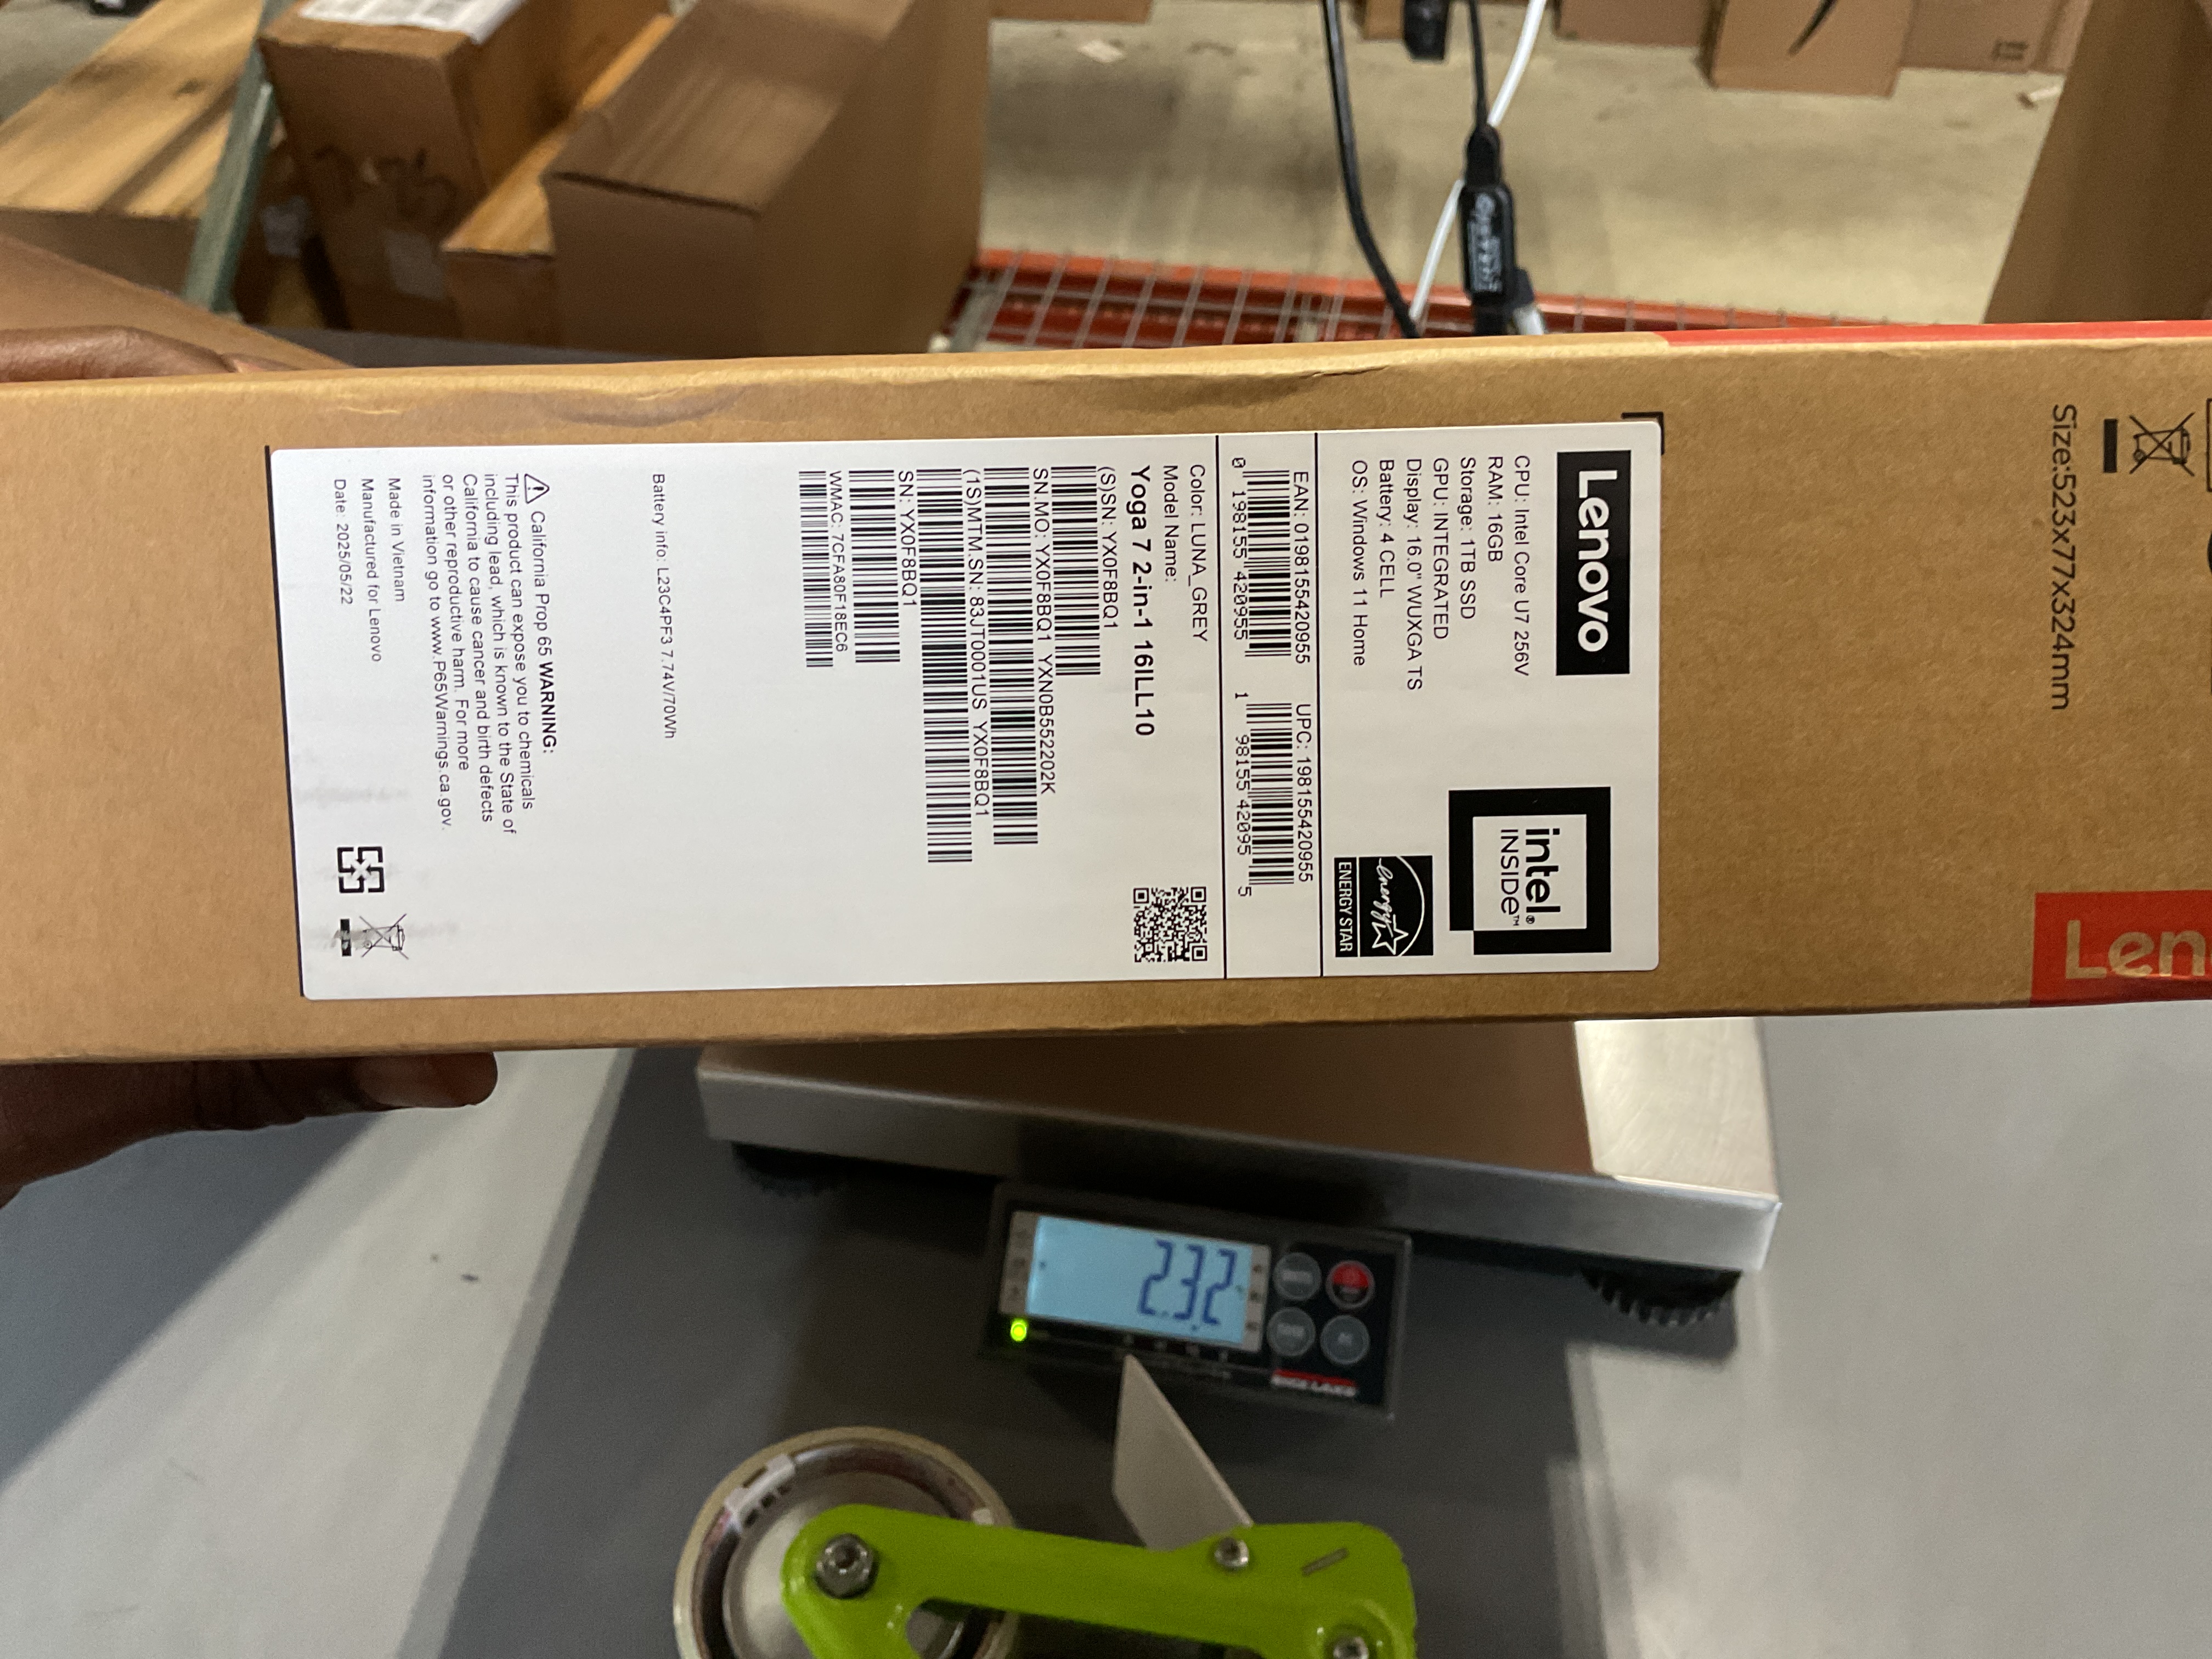 Lenovo
CPU: Intel Core U7 256V
RAM: 16GB
Storage: 1TB SSD
GPU: INTEGRATED
Display: 16.0" WUXGA TS
Battery: 4 CELL
OS: Windows 11 Home
intel®
INSIDE™
energy
ENERGY STAR
EAN: 0198155420955 UPC: 198155420955
0 198155 420955 1 98155 42095 5
Color: LUNA_GREY
Model Name:
Yoga 7 2-in-1 16ILL10
(S)SN: YX0F8BQ1
SN.MO: YX0F8BQ1 YXN0B552202K
(1S)MTM.SN: 83JT0001US YX0F8BQ1
SN: YX0F8BQ1
WMAC: 7CFA80F18EC6
Battery info: L23C4PF3 7.74V/70Wh
California Prop 65 WARNING:
This product can expose you to chemicals
including lead, which is known to the State of
California to cause cancer and birth defects
or other reproductive harm. For more
information go to www.P65Warnings.ca.gov.
Made in Vietnam
Manufactured for Lenovo
Date: 2025/05/22
Size:523x77x324mm
Len
2.32
RICE LAKE